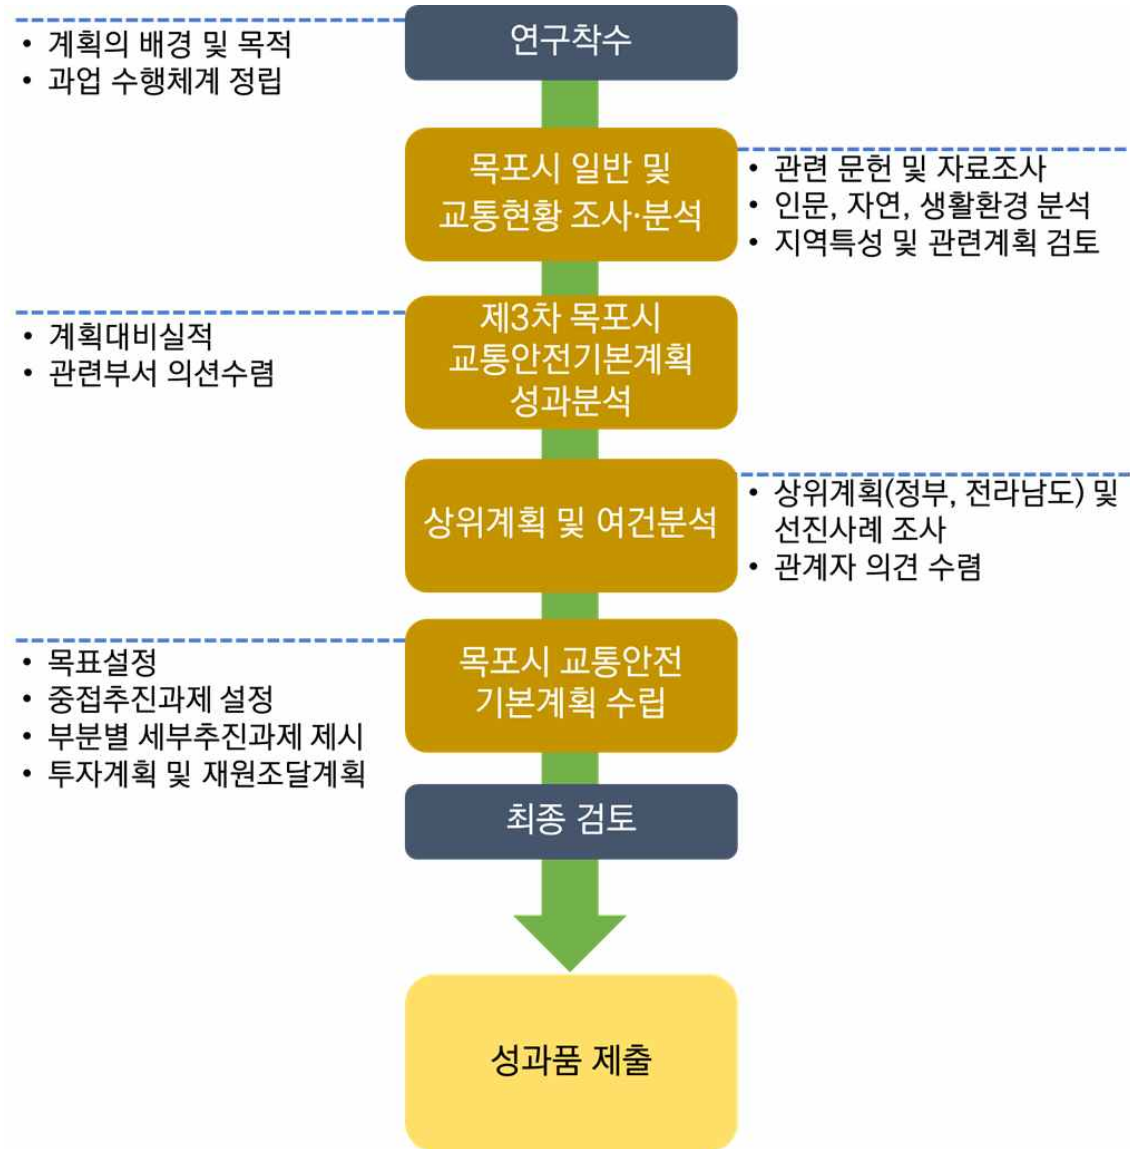 연구착수
• 계획의 배경 및 목적
• 과업 수행체계 정립
목포시 일반 및
교통현황 조사·분석
• 관련 문헌 및 자료조사
• 인문, 자연, 생활환경 분석
• 지역특성 및 관련계획 검토
제3차 목포시
교통안전기본계획
성과분석
• 계획대비실적
• 관련부서 의션수렴
상위계획 및 여건분석
• 상위계획(정부, 전라남도) 및
선진사례 조사
• 관계자 의견 수렴
목포시 교통안전
기본계획 수립
• 목표설정
• 중접추진과제 설정
• 부분별 세부추진과제 제시
• 투자계획 및 재원조달계획
최종 검토
성과품 제출